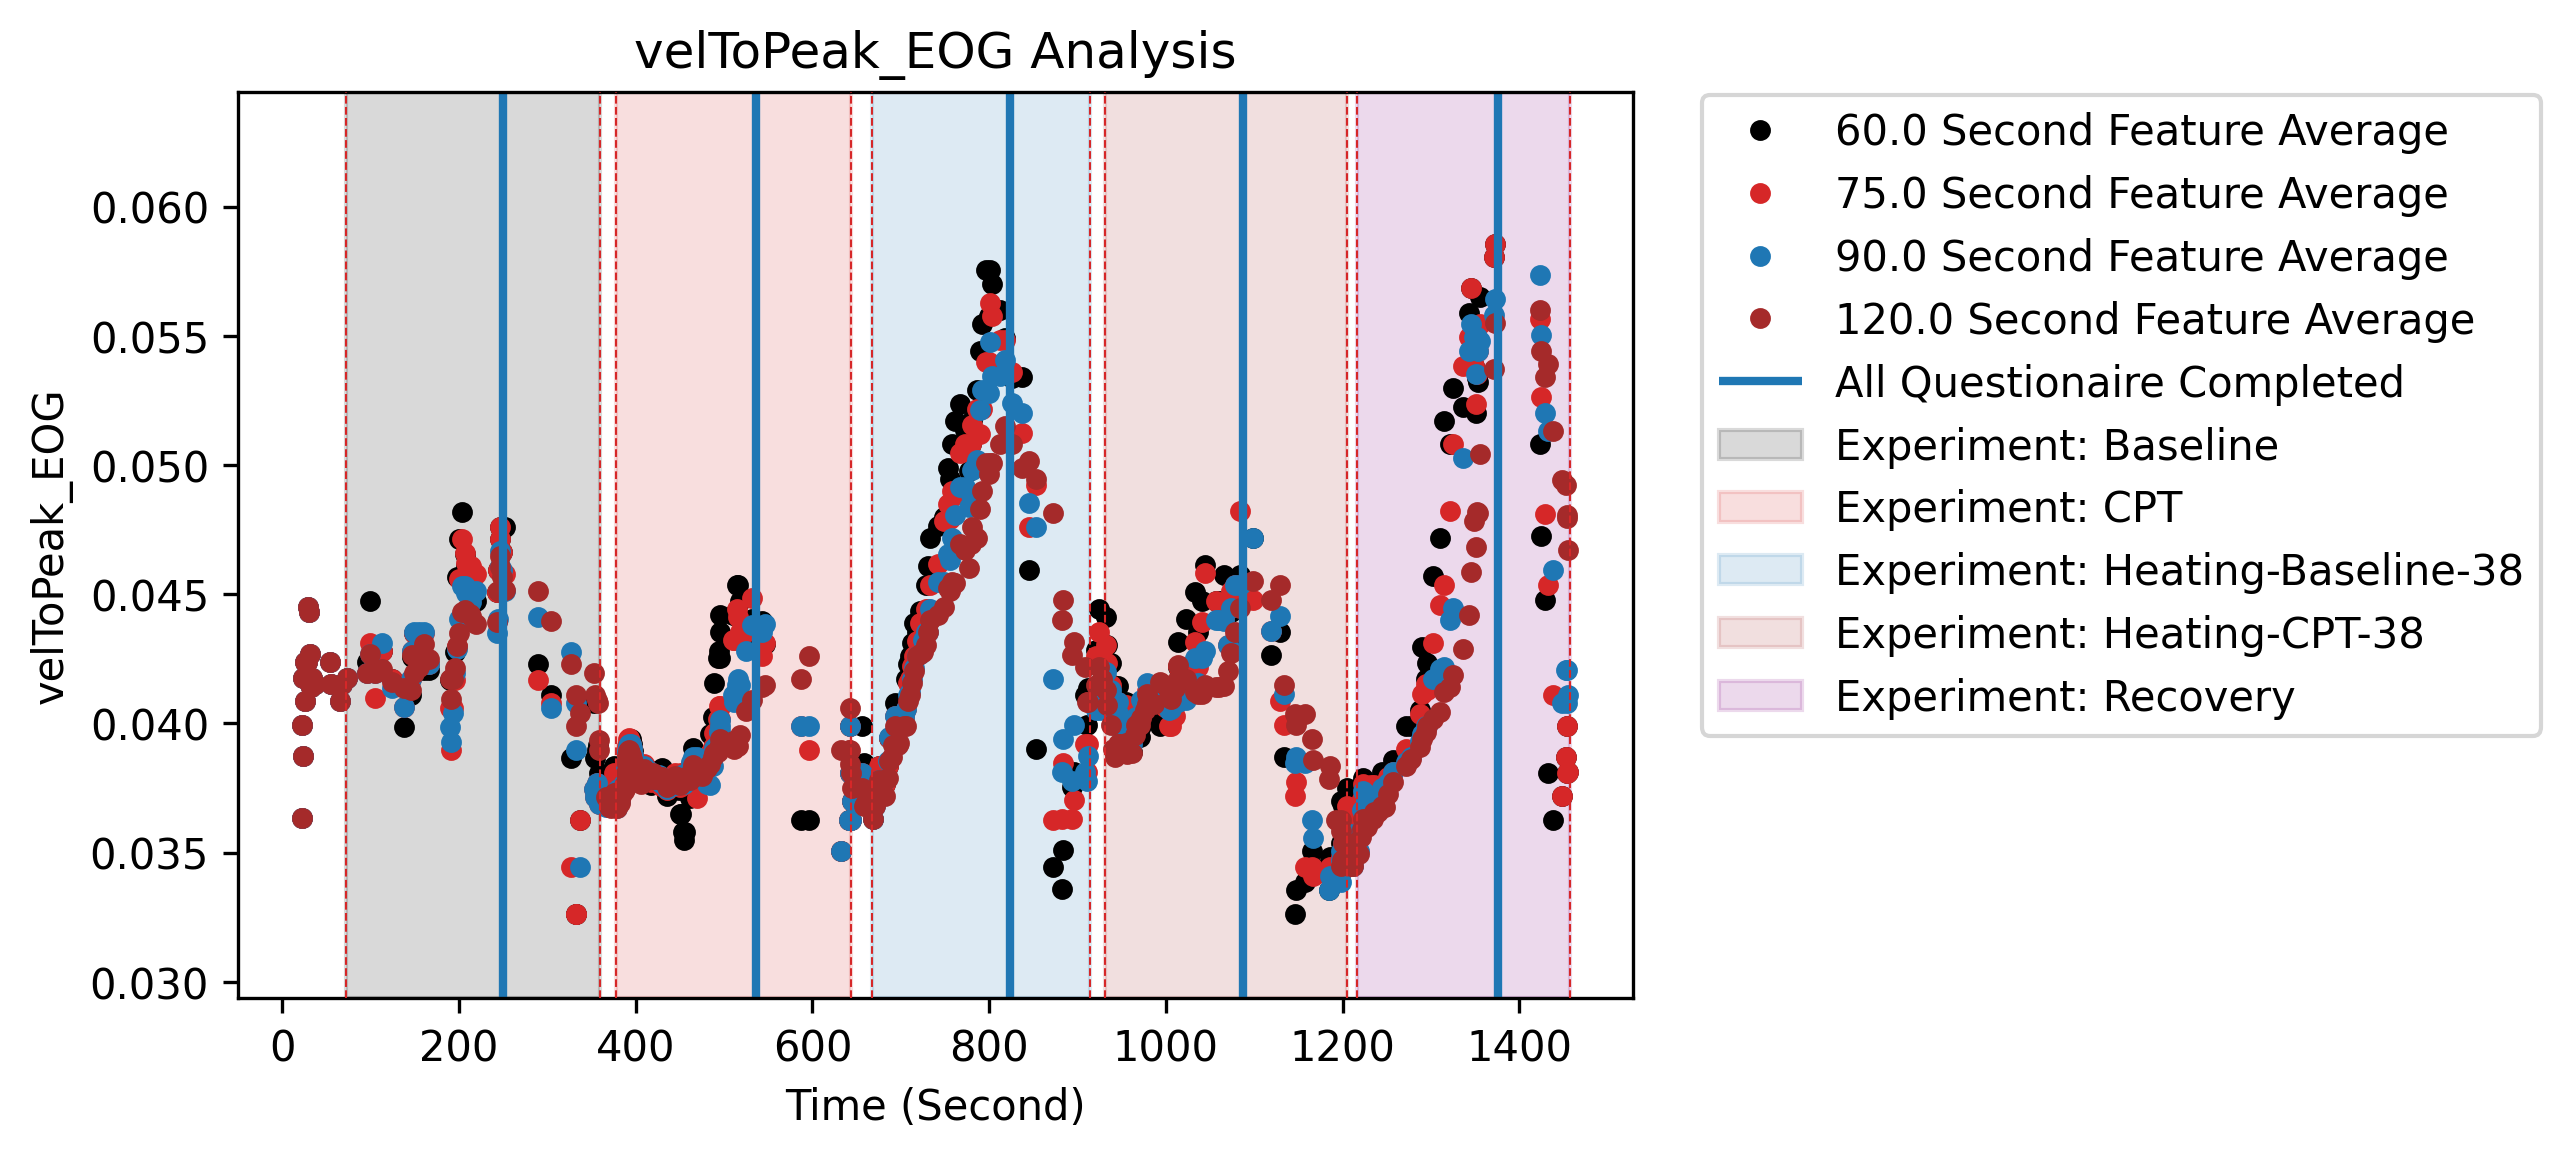 velToPeak_EOG Analysis
velToPeak_EOG
0.060
0.055
0.050
0.045
0.040
0.035
0.030
0 200 400 600 800 1000 1200 1400
Time (Second)
60.0 Second Feature Average
75.0 Second Feature Average
90.0 Second Feature Average
120.0 Second Feature Average
All Questionaire Completed
Experiment: Baseline
Experiment: CPT
Experiment: Heating-Baseline-38
Experiment: Heating-CPT-38
Experiment: Recovery